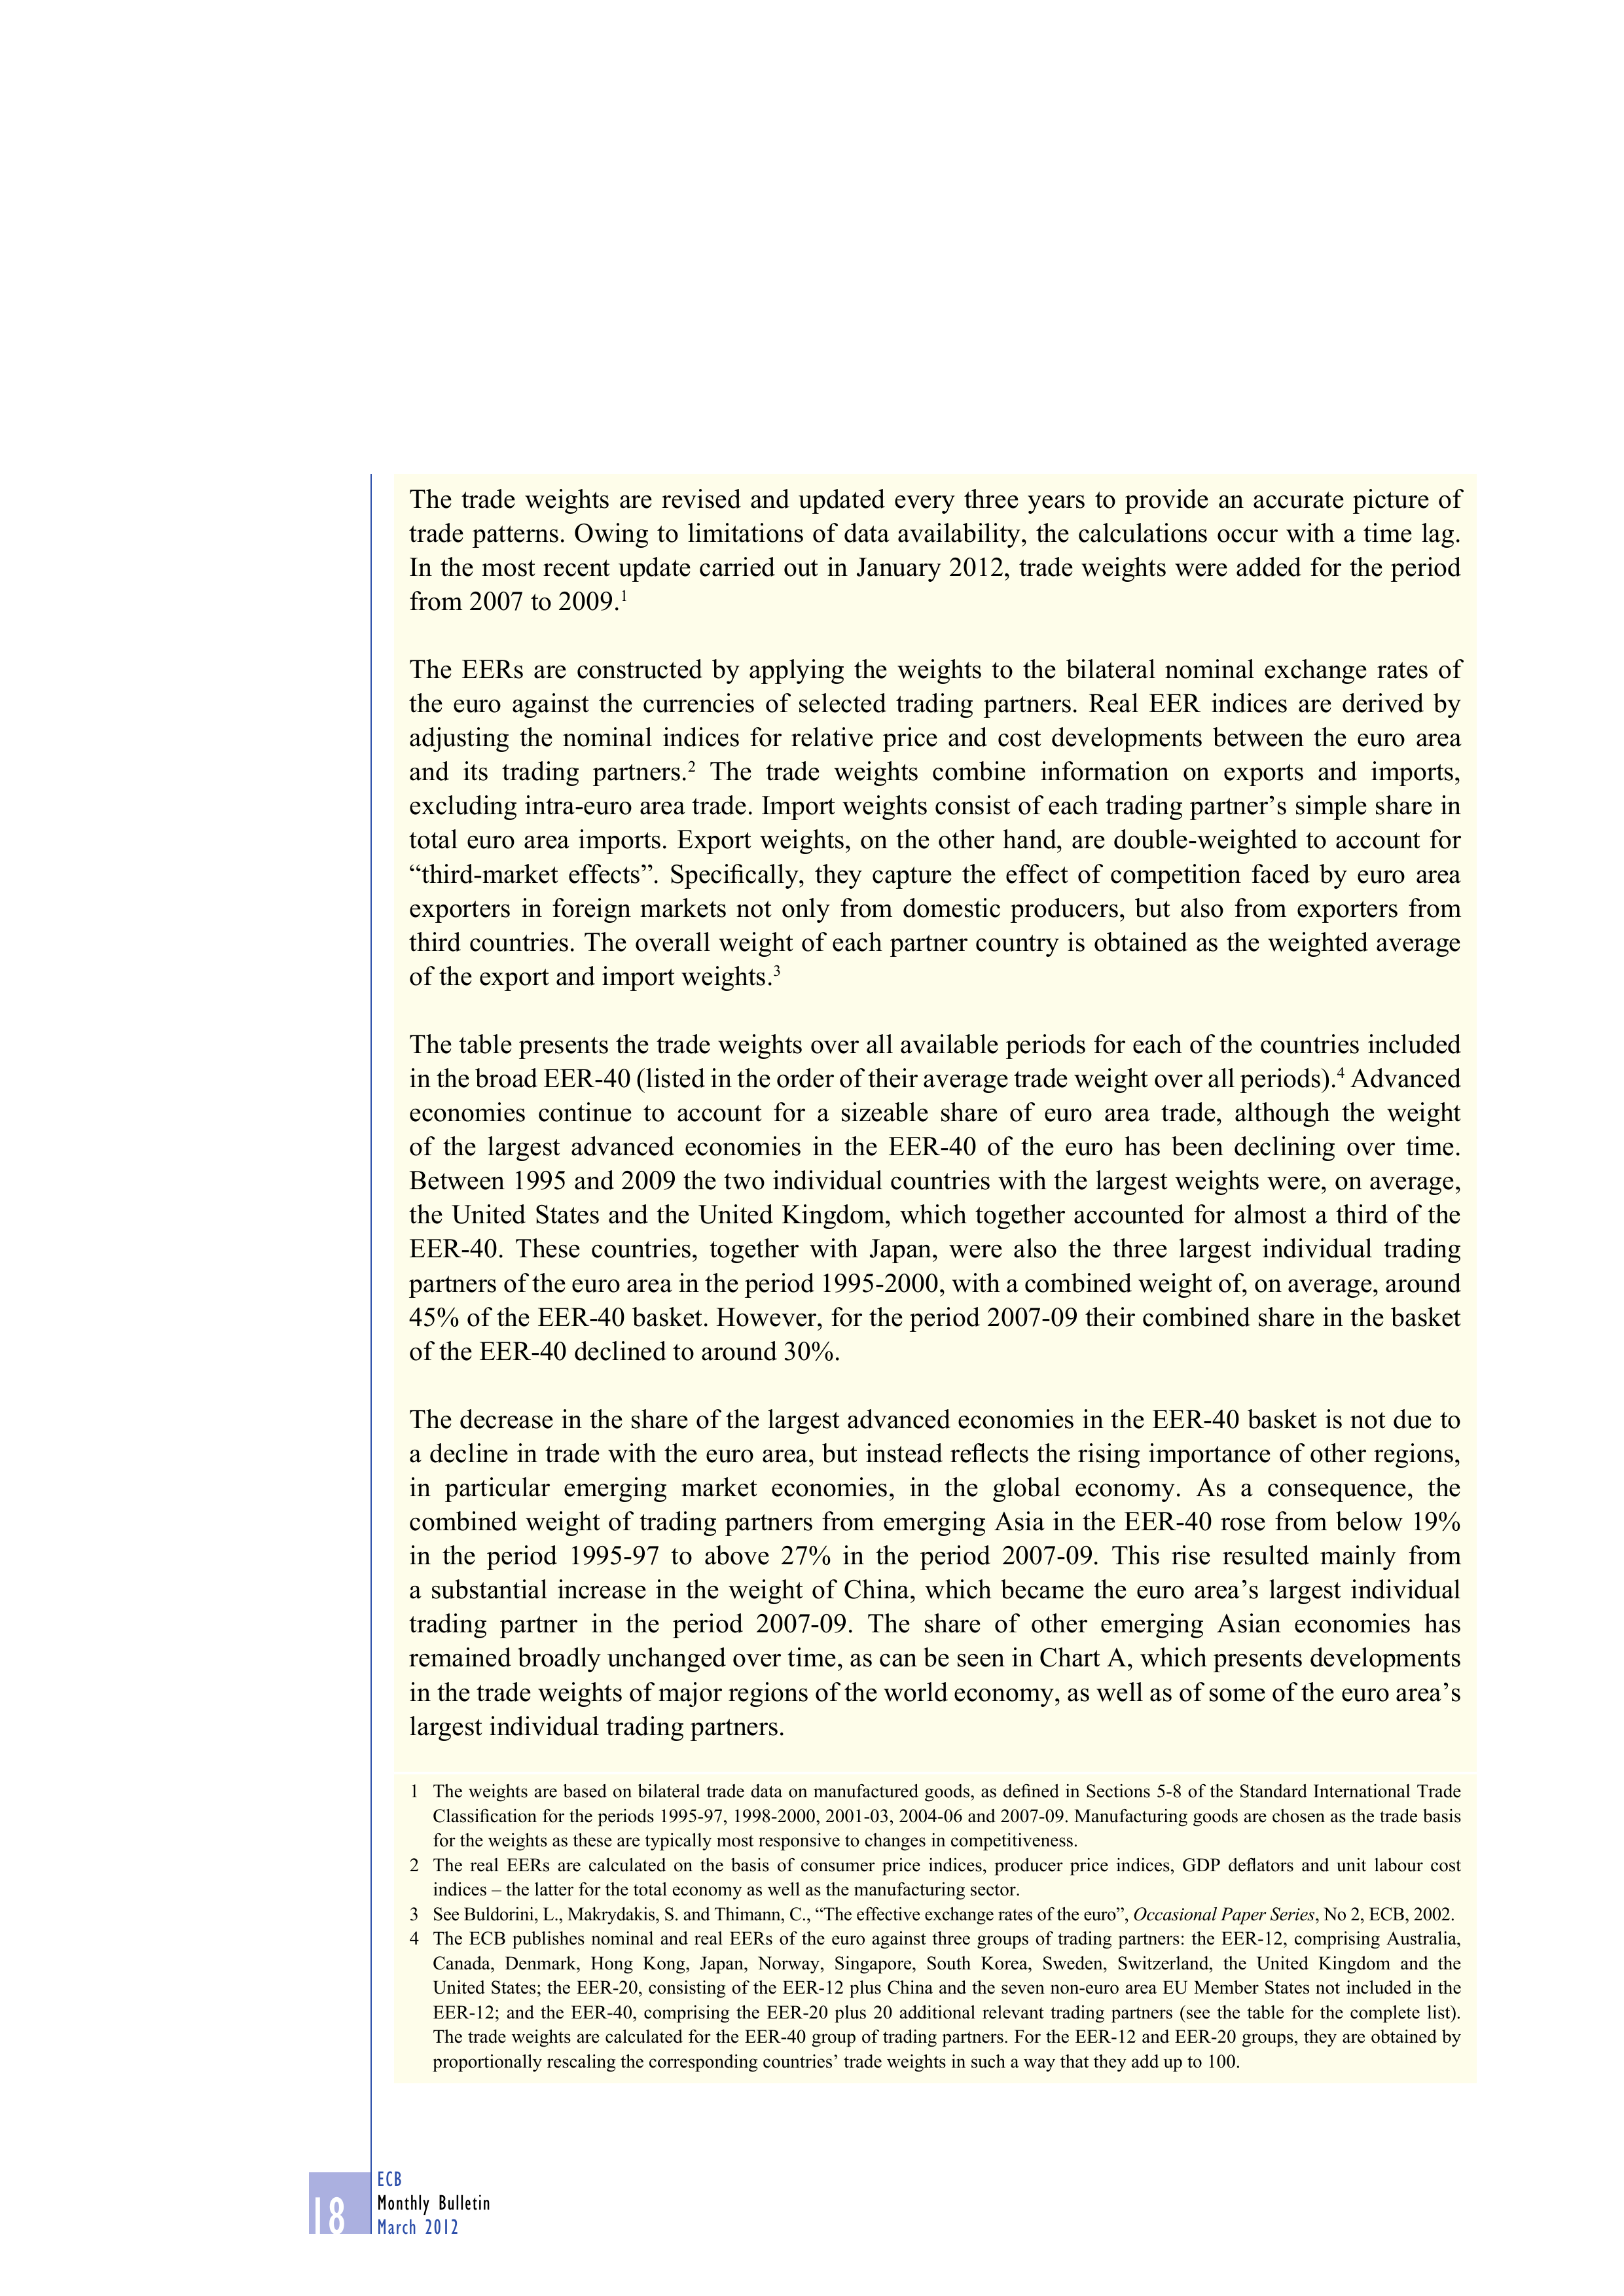 The trade weights are revised and updated every three years to provide an accurate picture of
trade patterns. Owing to limitations of data availability, the calculations occur with a time lag.
In the most recent update carried out in January 2012, trade weights were added for the period
from 2007 to 2009.¹
The EERs are constructed by applying the weights to the bilateral nominal exchange rates of
the euro against the currencies of selected trading partners. Real EER indices are derived by
adjusting the nominal indices for relative price and cost developments between the euro area
and its trading partners.² The trade weights combine information on exports and imports,
excluding intra-euro area trade. Import weights consist of each trading partner’s simple share in
total euro area imports. Export weights, on the other hand, are double-weighted to account for
“third-market effects”. Specifically, they capture the effect of competition faced by euro area
exporters in foreign markets not only from domestic producers, but also from exporters from
third countries. The overall weight of each partner country is obtained as the weighted average
of the export and import weights.³
The table presents the trade weights over all available periods for each of the countries included
in the broad EER-40 (listed in the order of their average trade weight over all periods).⁴ Advanced
economies continue to account for a sizeable share of euro area trade, although the weight
of the largest advanced economies in the EER-40 of the euro has been declining over time.
Between 1995 and 2009 the two individual countries with the largest weights were, on average,
the United States and the United Kingdom, which together accounted for almost a third of the
EER-40. These countries, together with Japan, were also the three largest individual trading
partners of the euro area in the period 1995-2000, with a combined weight of, on average, around
45% of the EER-40 basket. However, for the period 2007-09 their combined share in the basket
of the EER-40 declined to around 30%.
The decrease in the share of the largest advanced economies in the EER-40 basket is not due to
a decline in trade with the euro area, but instead reflects the rising importance of other regions,
in particular emerging market economies, in the global economy. As a consequence, the
combined weight of trading partners from emerging Asia in the EER-40 rose from below 19%
in the period 1995-97 to above 27% in the period 2007-09. This rise resulted mainly from
a substantial increase in the weight of China, which became the euro area’s largest individual
trading partner in the period 2007-09. The share of other emerging Asian economies has
remained broadly unchanged over time, as can be seen in Chart A, which presents developments
in the trade weights of major regions of the world economy, as well as of some of the euro area’s
largest individual trading partners.
1 The weights are based on bilateral trade data on manufactured goods, as defined in Sections 5-8 of the Standard International Trade
Classification for the periods 1995-97, 1998-2000, 2001-03, 2004-06 and 2007-09. Manufacturing goods are chosen as the trade basis
for the weights as these are typically most responsive to changes in competitiveness.
2 The real EERs are calculated on the basis of consumer price indices, producer price indices, GDP deflators and unit labour cost
indices – the latter for the total economy as well as the manufacturing sector.
3 See Buldorini, L., Makrydakis, S. and Thimann, C., “The effective exchange rates of the euro”, Occasional Paper Series, No 2, ECB, 2002.
4 The ECB publishes nominal and real EERs of the euro against three groups of trading partners: the EER-12, comprising Australia,
Canada, Denmark, Hong Kong, Japan, Norway, Singapore, South Korea, Sweden, Switzerland, the United Kingdom and the
United States; the EER-20, consisting of the EER-12 plus China and the seven non-euro area EU Member States not included in the
EER-12; and the EER-40, comprising the EER-20 plus 20 additional relevant trading partners (see the table for the complete list).
The trade weights are calculated for the EER-40 group of trading partners. For the EER-12 and EER-20 groups, they are obtained by
proportionally rescaling the corresponding countries’ trade weights in such a way that they add up to 100.
ECB
18 Monthly Bulletin
March 2012